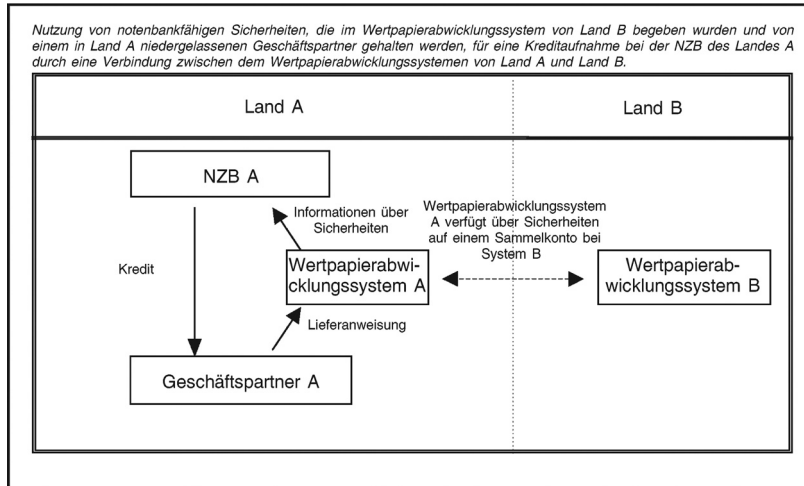 Nutzung von notenbankfähigen Sicherheiten, die im Wertpapierabwicklungssystem von Land B begeben wurden und von
einem in Land A niedergelassenen Geschäftspartner gehalten werden, für eine Kreditaufnahme bei der NZB des Landes A
durch eine Verbindung zwischen dem Wertpapierabwicklungssystemen von Land A und Land B.
Land A
Land B
NZB A
Informationen über
Sicherheiten
Wertpapierabwicklungssystem
A verfügt über Sicherheiten
auf einem Sammelkonto bei
System B
Kredit
Wertpapierabwi-
cklungssystem A
Wertpapierab-
wicklungssystem B
Lieferanweisung
Geschäftspartner A